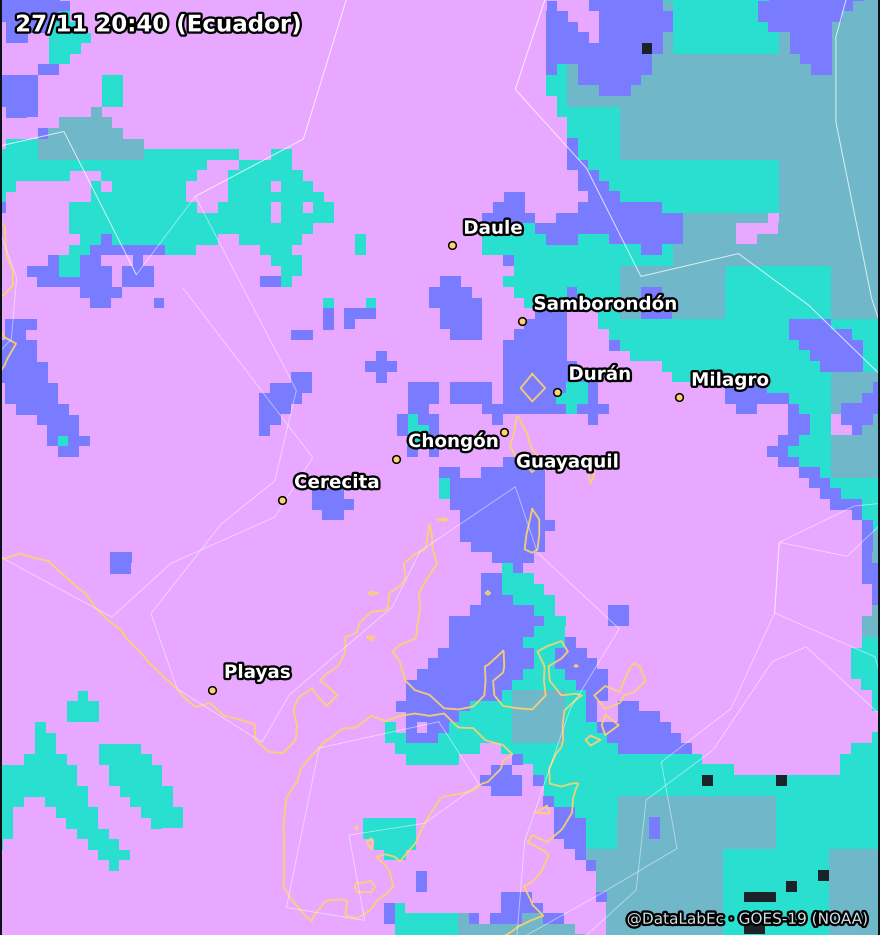 27/11 20:40 (Ecuador)
Daule
Samborondón
Durán
Milagro
Chongón
Guayaquil
Cerecita
Playas
@DataLabEc · GOES-19 (NOAA)